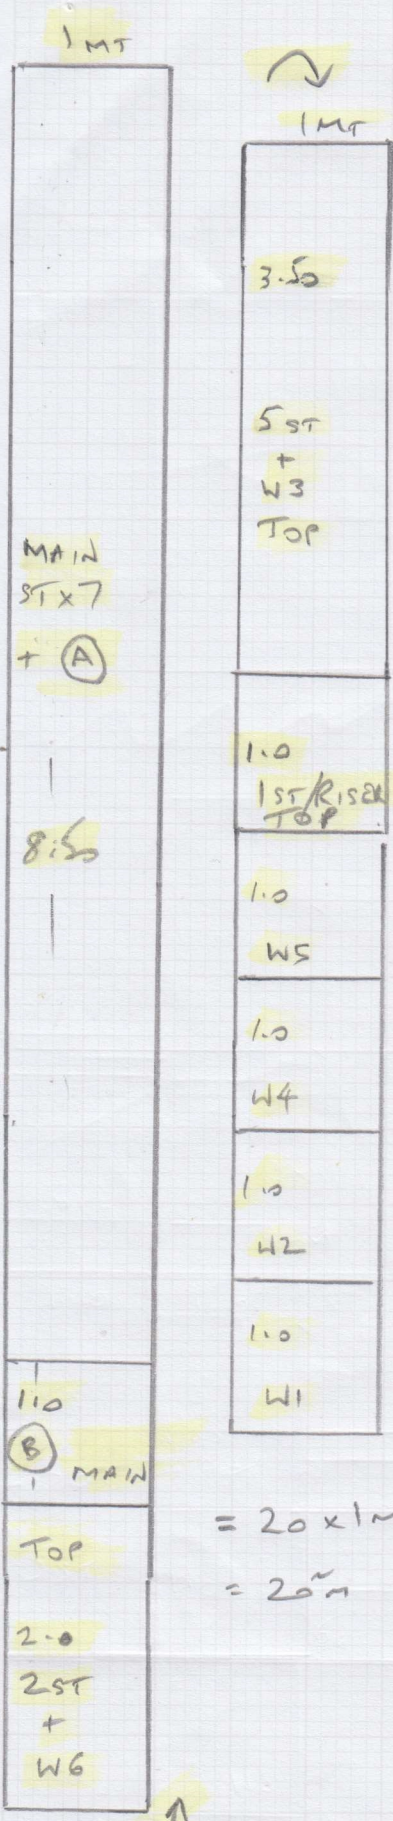 1 MT
MAIN
ST x 7
+ A
8.50
1.0
B MAIN
TOP
2.0
2 ST
+
W6
1 MT
3.50
5 ST
+
W3
TOP
1.0
1 ST/RISER
TOP
1.0
W5
1.0
W4
1.0
W2
1.0
W1
= 20 x 1 m
= 20 m